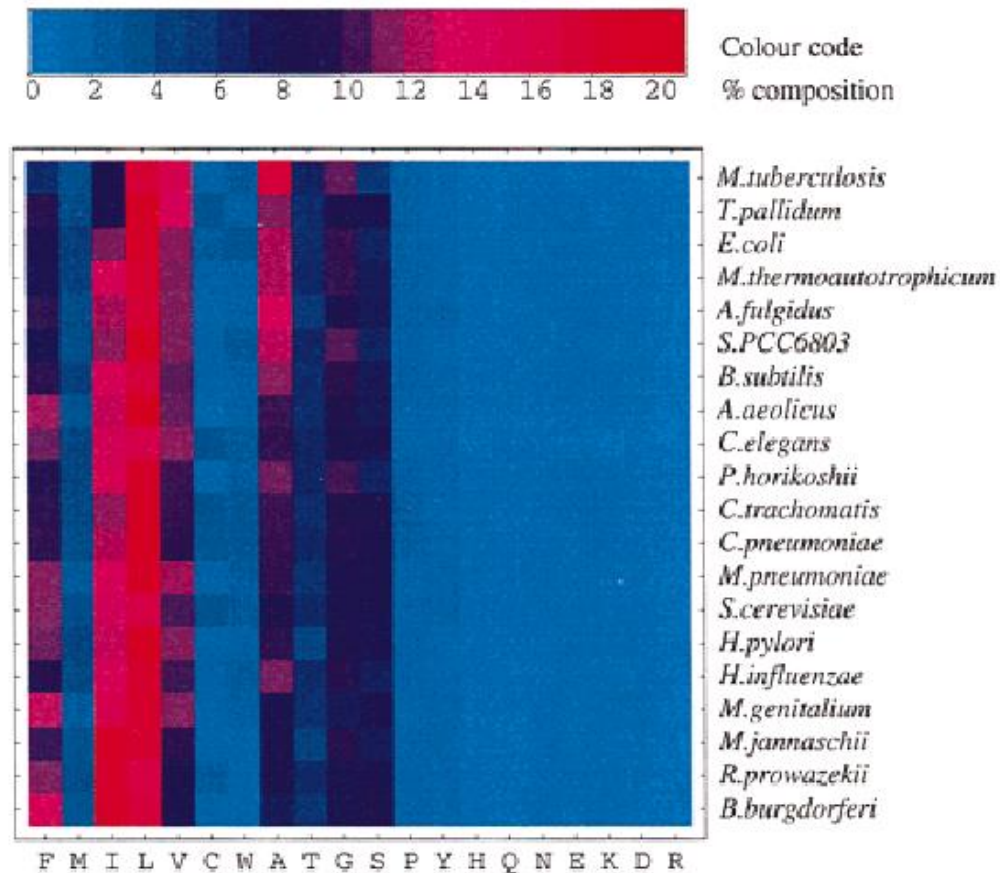 Colour code
0 2 4 6 8 10 12 14 16 18 20
% composition
M.tuberculosis
T.pallidum
E.coli
M.thermoautotrophicum
A.fulgidus
S.PCC6803
B.subtilis
A.aeolicus
C.elegans
P.horikoshii
C.trachomatis
C.pneumoniae
M.pneumoniae
S.cerevisiae
H.pylori
H.influenzae
M.genitalium
M.jannaschii
R.prowazekii
B.burgdorferi
F M I L V C W A T G S P Y H Q N E K D R